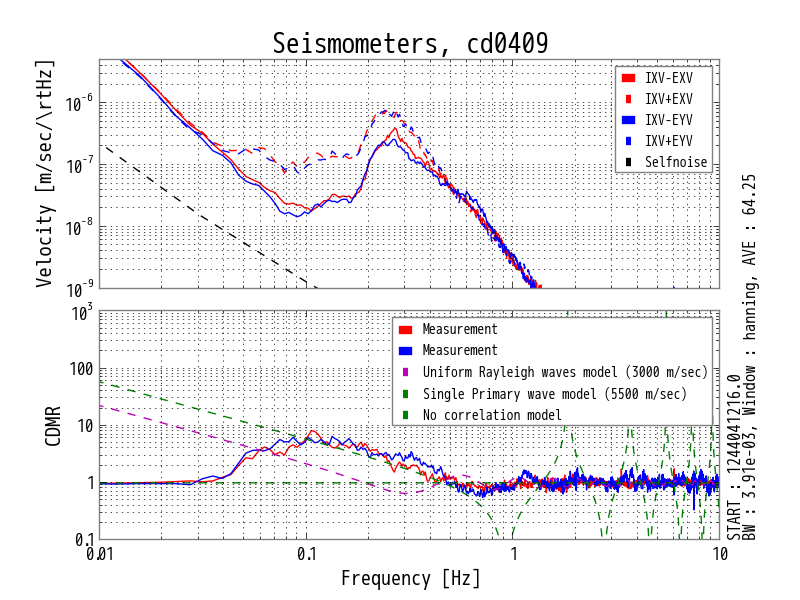 Seismometers, cd0409
Velocity [m/sec/\rtHz]
10^-6
10^-7
10^-8
10^-9
IXV-EXV
IXV+EXV
IXV-EYV
IXV+EYV
Selfnoise
CDMR
10^3
100
10
1
0.1
Measurement
Measurement
Uniform Rayleigh waves model (3000 m/sec)
Single Primary wave model (5500 m/sec)
No correlation model
0.01
0.1
1
10
Frequency [Hz]
START : 1244041216.0
BW : 3.91e-03, Window : hanning, AVE : 64.25